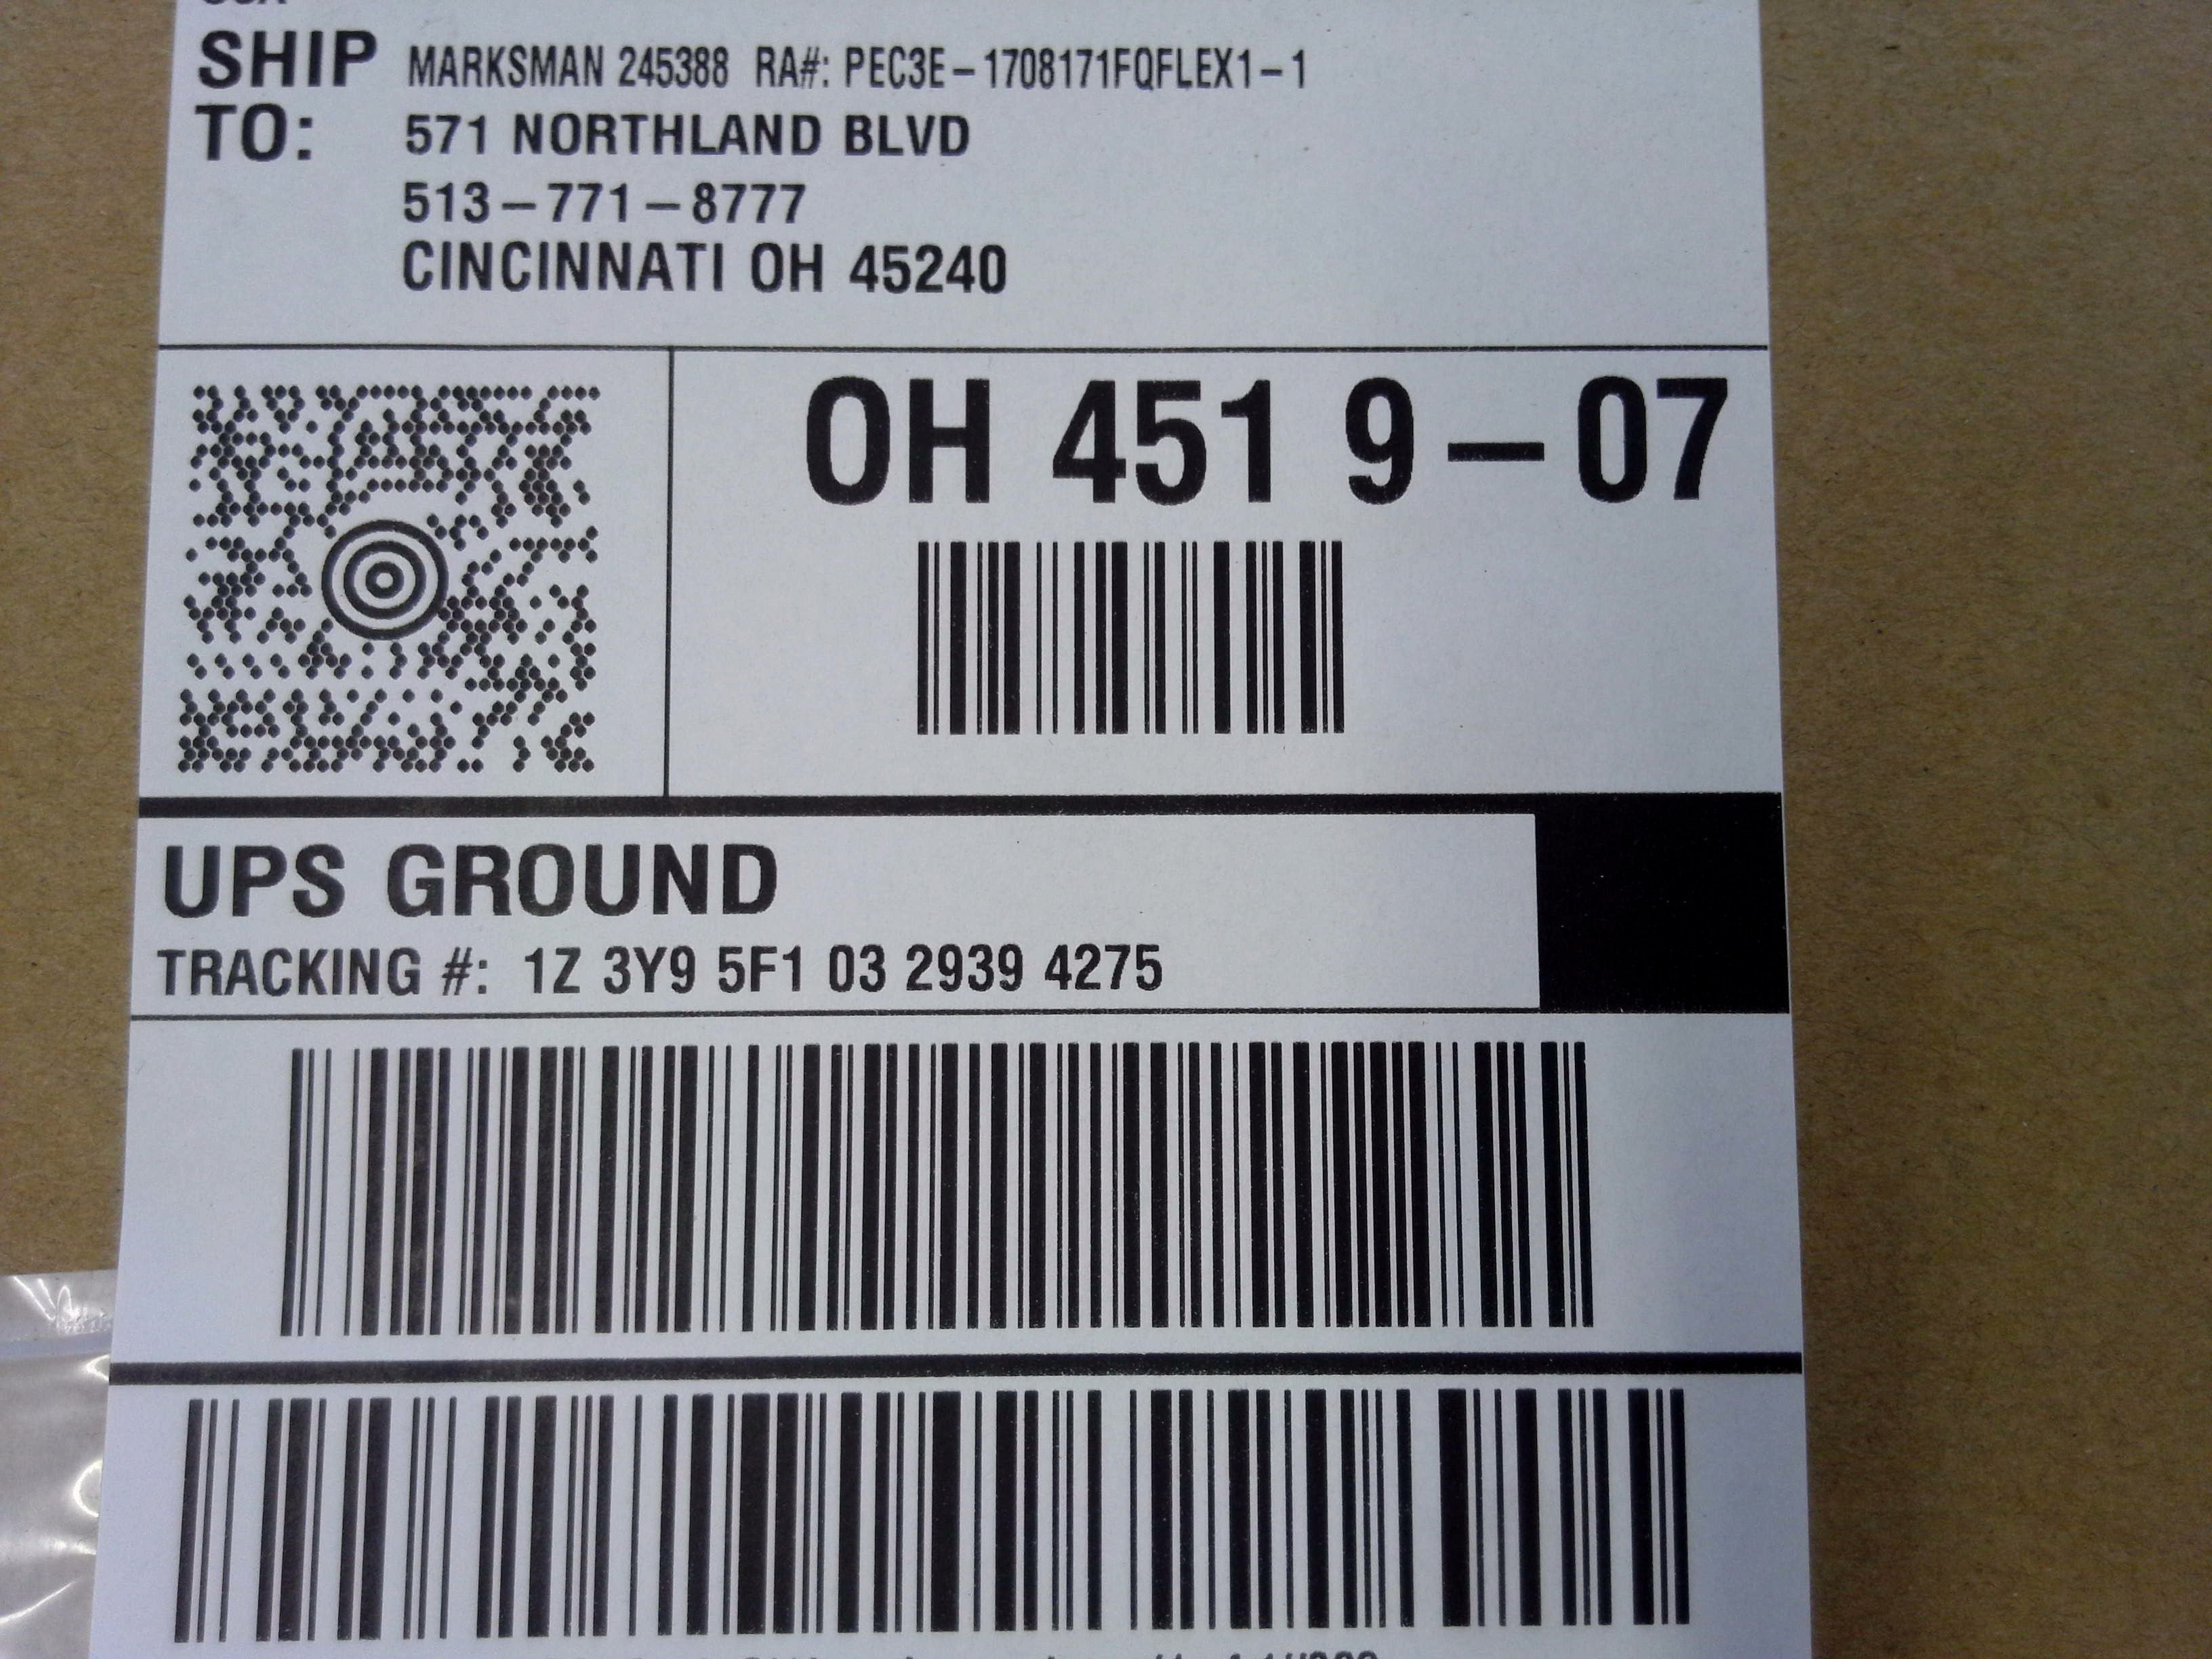 SHIP TO: MARKSMAN 245388 RA#: PEC3E-1708171FQFLEX1-1
571 NORTHLAND BLVD
513-771-8777
CINCINNATI OH 45240
OH 451 9-07
UPS GROUND
TRACKING #: 1Z 3Y9 5F1 03 2939 4275